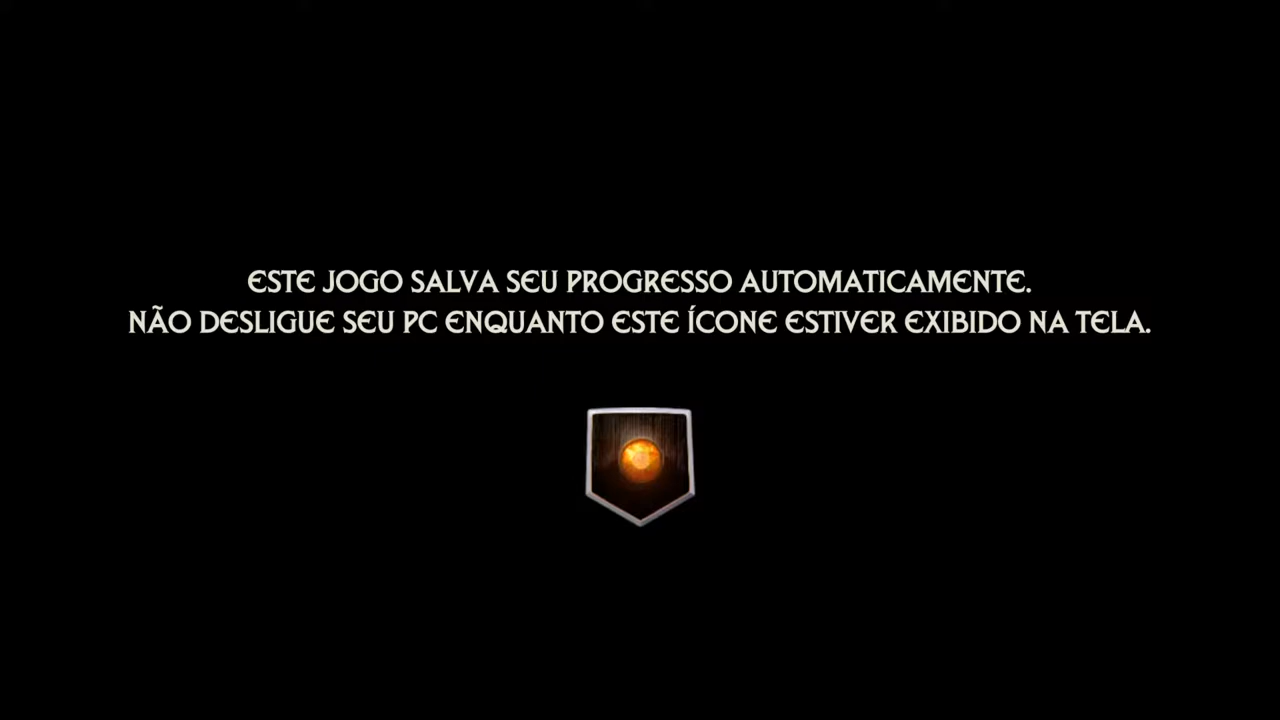 ESTE JOGO SALVA SEU PROGRESSO AUTOMATICAMENTE.
NÃO DESLIGUE SEU PC ENQUANTO ESTE ÍCONE ESTIVER EXIBIDO NA TELA.